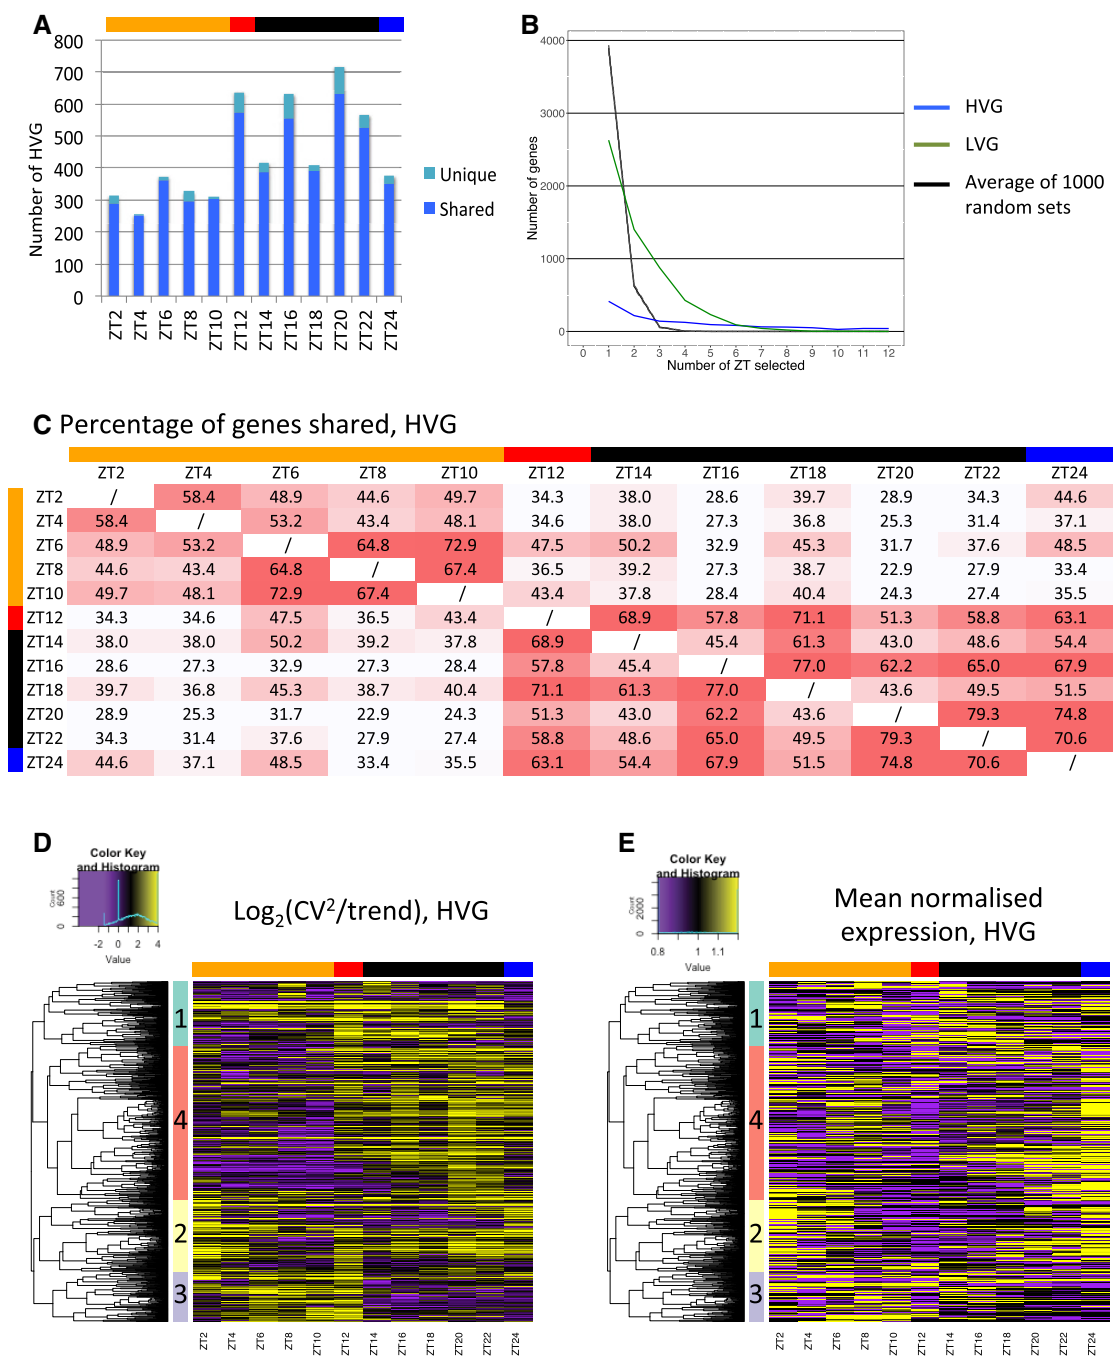 A
800
700
600
500
400
300
200
100
0
Number of HVG
ZT2 ZT4 ZT6 ZT8 ZT10 ZT12 ZT14 ZT16 ZT18 ZT20 ZT22 ZT24
Unique
Shared
B
4000
3000
2000
1000
0
Number of genes
0 1 2 3 4 5 6 7 8 9 10 11 12
Number of ZT selected
HVG
LVG
Average of 1000
random sets
C Percentage of genes shared, HVG
ZT2 ZT4 ZT6 ZT8 ZT10 ZT12 ZT14 ZT16 ZT18 ZT20 ZT22 ZT24
ZT2 / 58.4 48.9 44.6 49.7 34.3 38.0 28.6 39.7 28.9 34.3 44.6
ZT4 58.4 / 53.2 43.4 48.1 34.6 38.0 27.3 36.8 25.3 31.4 37.1
ZT6 48.9 53.2 / 64.8 72.9 47.5 50.2 32.9 45.3 31.7 37.6 48.5
ZT8 44.6 43.4 64.8 / 67.4 36.5 39.2 27.3 38.7 22.9 27.9 33.4
ZT10 49.7 48.1 72.9 67.4 / 43.4 37.8 28.4 40.4 24.3 27.4 35.5
ZT12 34.3 34.6 47.5 36.5 43.4 / 68.9 57.8 71.1 51.3 58.8 63.1
ZT14 38.0 38.0 50.2 39.2 37.8 68.9 / 45.4 61.3 43.0 48.6 54.4
ZT16 28.6 27.3 32.9 27.3 28.4 57.8 45.4 / 77.0 62.2 65.0 67.9
ZT18 39.7 36.8 45.3 38.7 40.4 71.1 61.3 77.0 / 43.6 49.5 51.5
ZT20 28.9 25.3 31.7 22.9 24.3 51.3 43.0 62.2 43.6 / 79.3 74.8
ZT22 34.3 31.4 37.6 27.9 27.4 58.8 48.6 65.0 49.5 79.3 / 70.6
ZT24 44.6 37.1 48.5 33.4 35.5 63.1 54.4 67.9 51.5 74.8 70.6 /
D
Color Key
and Histogram
Count
0 600
-2 0 2 4
Value
Log2(CV²/trend), HVG
1
4
2
3
ZT2 ZT4 ZT6 ZT8 ZT10 ZT12 ZT14 ZT16 ZT18 ZT20 ZT22 ZT24
E
Color Key
and Histogram
Count
0 2000
0.8 1 1.1
Value
Mean normalised
expression, HVG
1
4
2
3
ZT2 ZT4 ZT6 ZT8 ZT10 ZT12 ZT14 ZT16 ZT18 ZT20 ZT22 ZT24